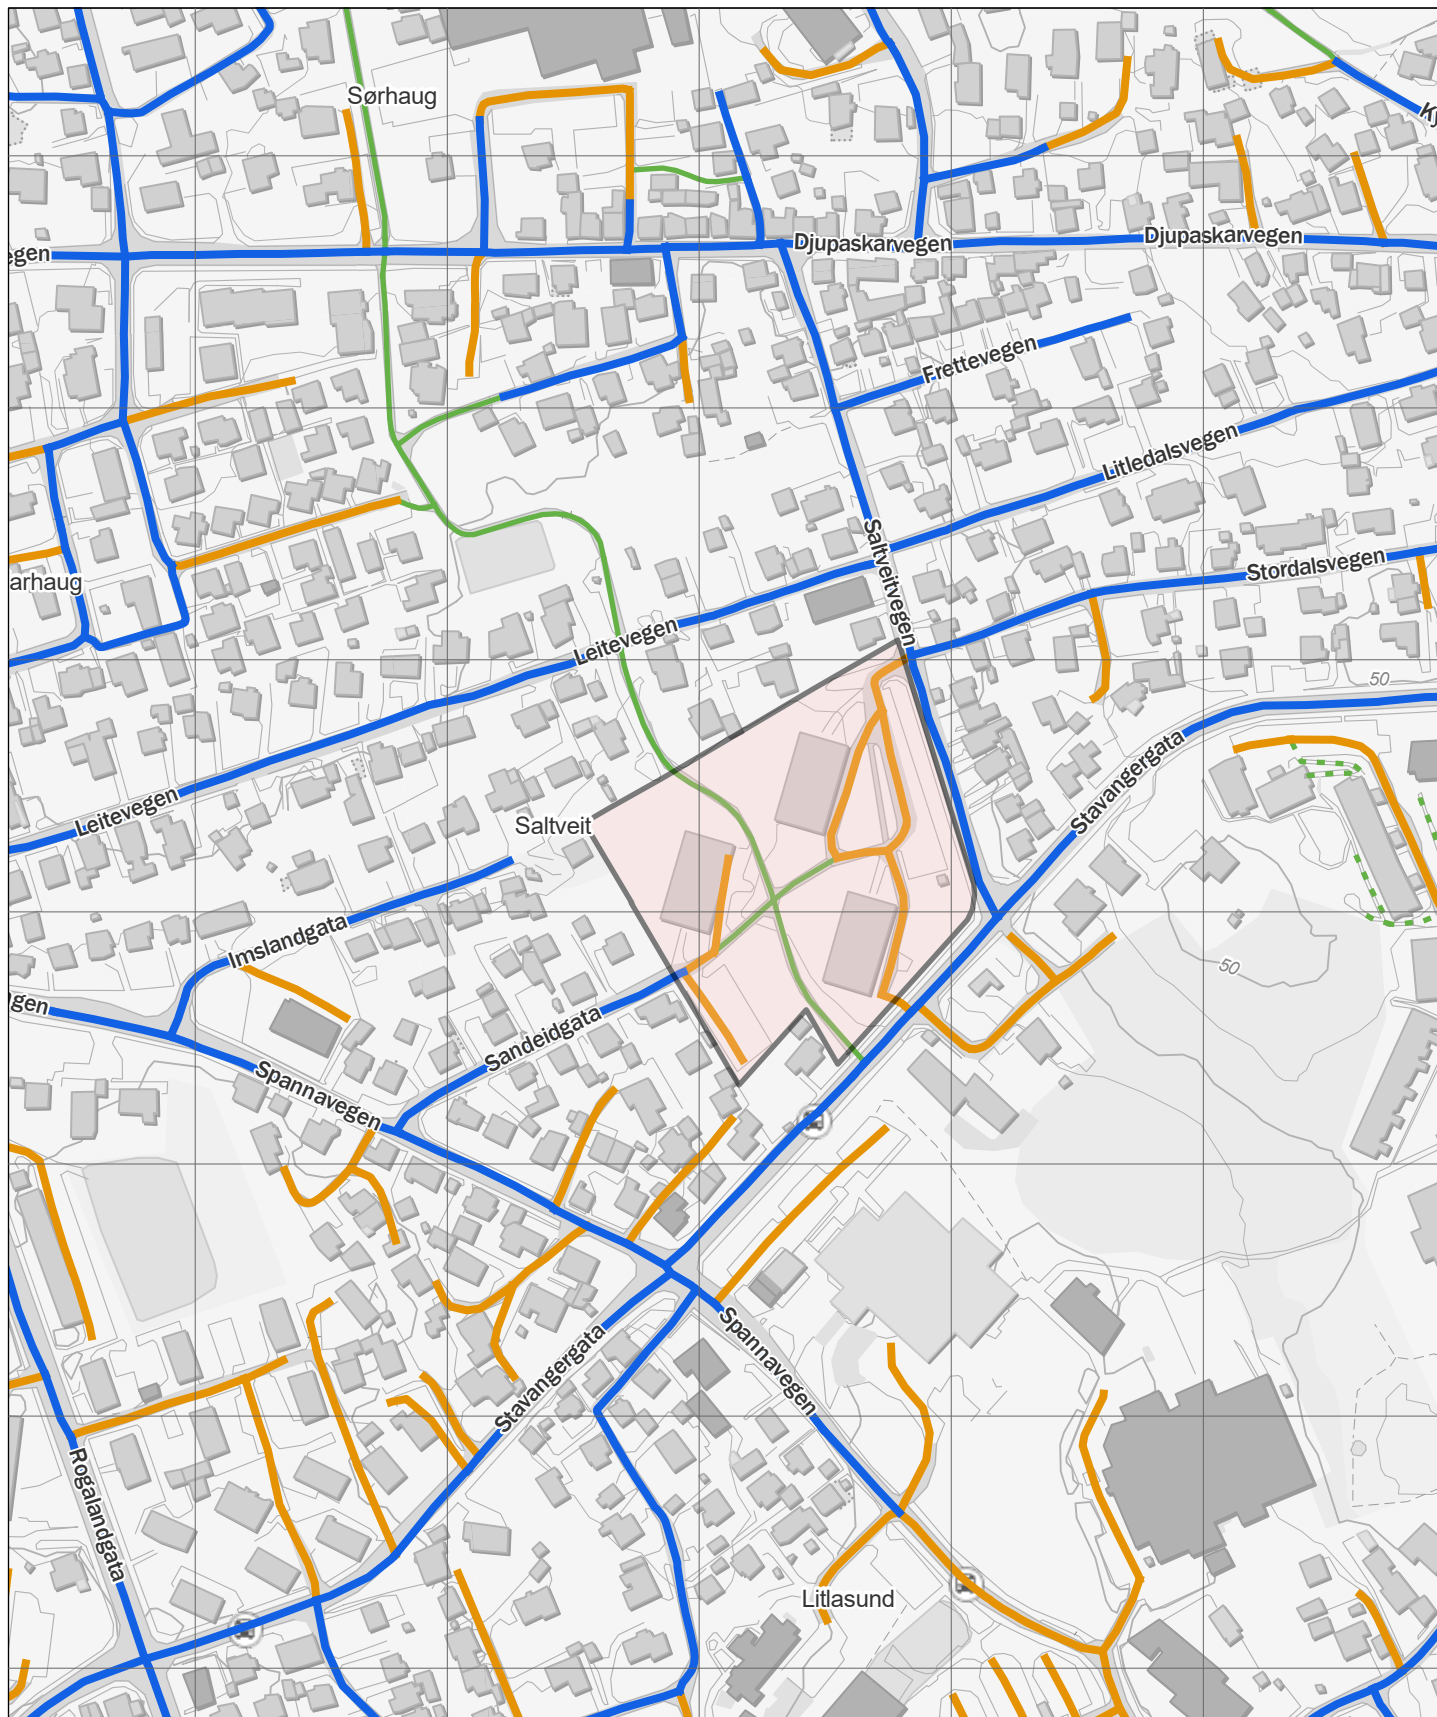 Sørhaug
Djupaskarvegen
Djupaskarvegen
egen
Frettevegen
Litledalsvegen
Saltveitvegen
Stordalsvegen
arhaug
Leitevegen
50
Stavangergata
Leitevegen
Saltveit
Imslandgata
50
gen
Sandeidgata
Spannavegen
Spannavegen
Stavangergata
Rogalandgata
Litlasund